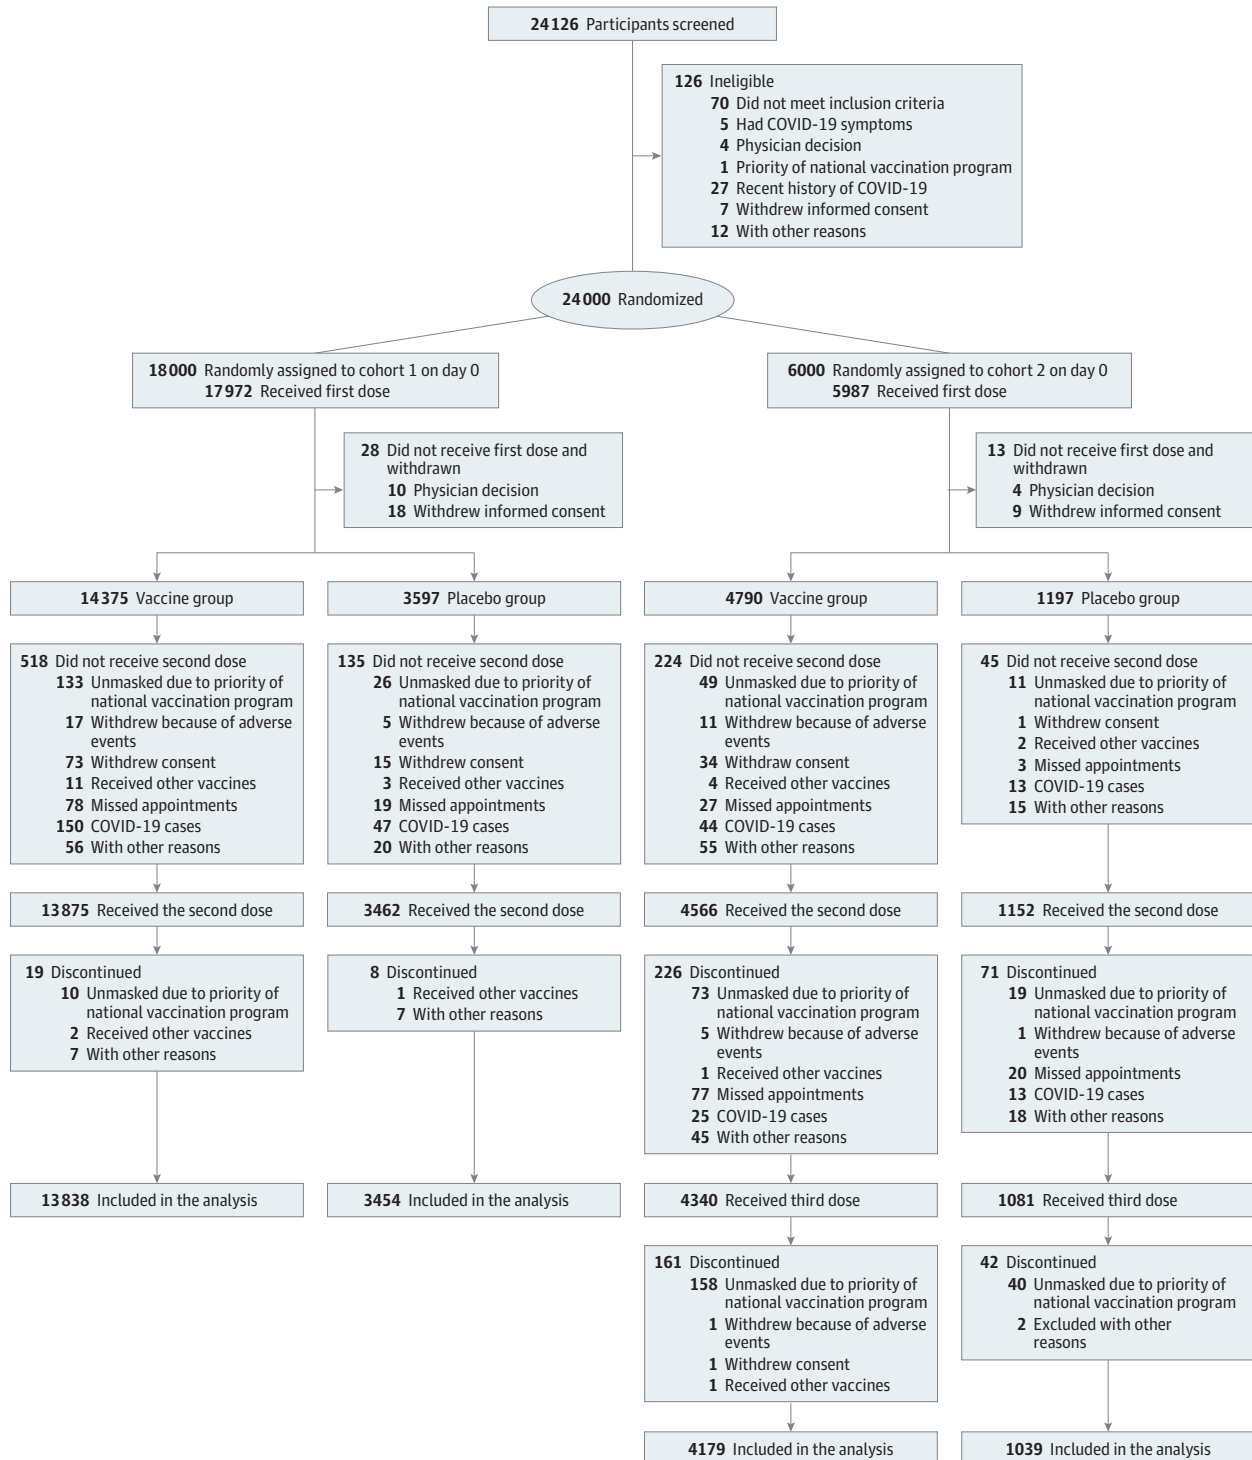 24126 Participants screened
126 Ineligible
70 Did not meet inclusion criteria
5 Had COVID-19 symptoms
4 Physician decision
1 Priority of national vaccination program
27 Recent history of COVID-19
7 Withdrew informed consent
12 With other reasons
24000 Randomized
18000 Randomly assigned to cohort 1 on day 0
17972 Received first dose
6000 Randomly assigned to cohort 2 on day 0
5987 Received first dose
28 Did not receive first dose and
withdrawn
10 Physician decision
18 Withdrew informed consent
13 Did not receive first dose and
withdrawn
4 Physician decision
9 Withdrew informed consent
14375 Vaccine group
3597 Placebo group
4790 Vaccine group
1197 Placebo group
518 Did not receive second dose
133 Unmasked due to priority of
national vaccination program
17 Withdrew because of adverse
events
73 Withdrew consent
11 Received other vaccines
78 Missed appointments
150 COVID-19 cases
56 With other reasons
135 Did not receive second dose
26 Unmasked due to priority of
national vaccination program
5 Withdrew because of adverse
events
15 Withdrew consent
3 Received other vaccines
19 Missed appointments
47 COVID-19 cases
20 With other reasons
224 Did not receive second dose
49 Unmasked due to priority of
national vaccination program
11 Withdrew because of adverse
events
34 Withdraw consent
4 Received other vaccines
27 Missed appointments
44 COVID-19 cases
55 With other reasons
45 Did not receive second dose
11 Unmasked due to priority of
national vaccination program
1 Withdrew consent
2 Received other vaccines
3 Missed appointments
13 COVID-19 cases
15 With other reasons
13875 Received the second dose
3462 Received the second dose
4566 Received the second dose
1152 Received the second dose
19 Discontinued
10 Unmasked due to priority of
national vaccination program
2 Received other vaccines
7 With other reasons
8 Discontinued
1 Received other vaccines
7 With other reasons
226 Discontinued
73 Unmasked due to priority of
national vaccination program
5 Withdrew because of adverse
events
1 Received other vaccines
77 Missed appointments
25 COVID-19 cases
45 With other reasons
71 Discontinued
19 Unmasked due to priority of
national vaccination program
1 Withdrew because of adverse
events
20 Missed appointments
13 COVID-19 cases
18 With other reasons
13838 Included in the analysis
3454 Included in the analysis
4340 Received third dose
1081 Received third dose
161 Discontinued
158 Unmasked due to priority of
national vaccination program
1 Withdrew because of adverse
events
1 Withdrew consent
1 Received other vaccines
42 Discontinued
40 Unmasked due to priority of
national vaccination program
2 Excluded with other
reasons
4179 Included in the analysis
1039 Included in the analysis